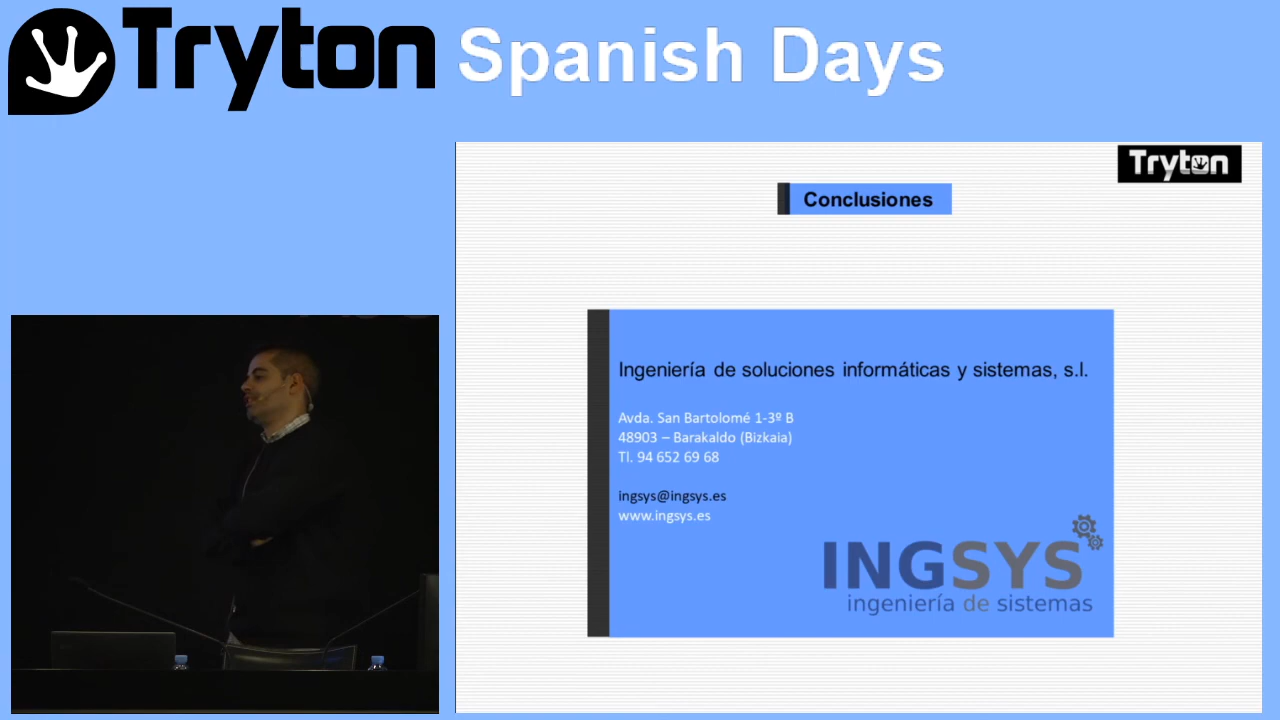 Tryton Spanish Days
Tryton
Conclusiones
Ingeniería de soluciones informáticas y sistemas, s.l.
Avda. San Bartolomé 1-3º B
48903 – Barakaldo (Bizkaia)
Tl. 94 652 69 68
ingsys@ingsys.es
www.ingsys.es
INGSYS
ingeniería de sistemas